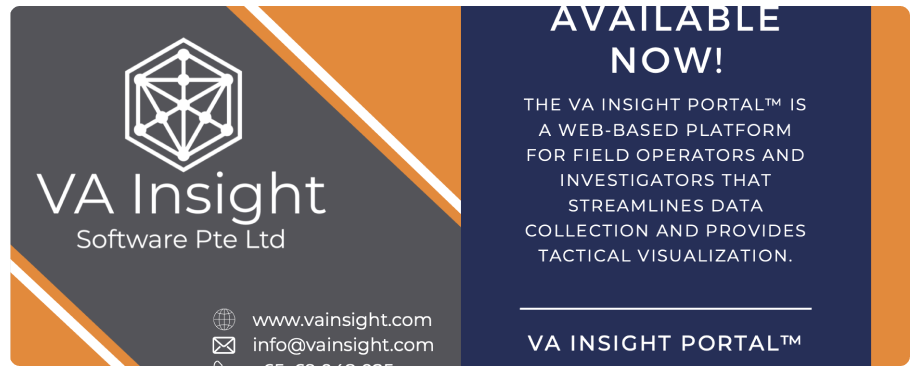 VA Insight
Software Pte Ltd
www.vainsight.com
info@vainsight.com
AVAILABLE
NOW!
THE VA INSIGHT PORTAL™ IS
A WEB-BASED PLATFORM
FOR FIELD OPERATORS AND
INVESTIGATORS THAT
STREAMLINES DATA
COLLECTION AND PROVIDES
TACTICAL VISUALIZATION.
VA INSIGHT PORTAL™